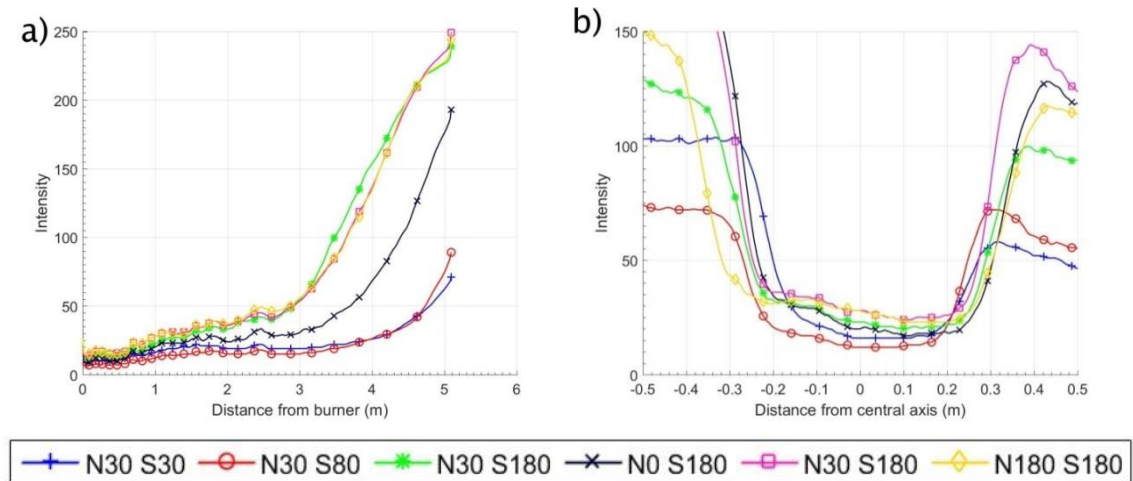 a)
250
200
150
100
50
0
Intensity
0 1 2 3 4 5 6
Distance from burner (m)
b)
150
100
50
0
Intensity
-0.5 -0.4 -0.3 -0.2 -0.1 0 0.1 0.2 0.3 0.4 0.5
Distance from central axis (m)
N30 S30 N30 S80 N30 S180 N0 S180 N30 S180 N180 S180